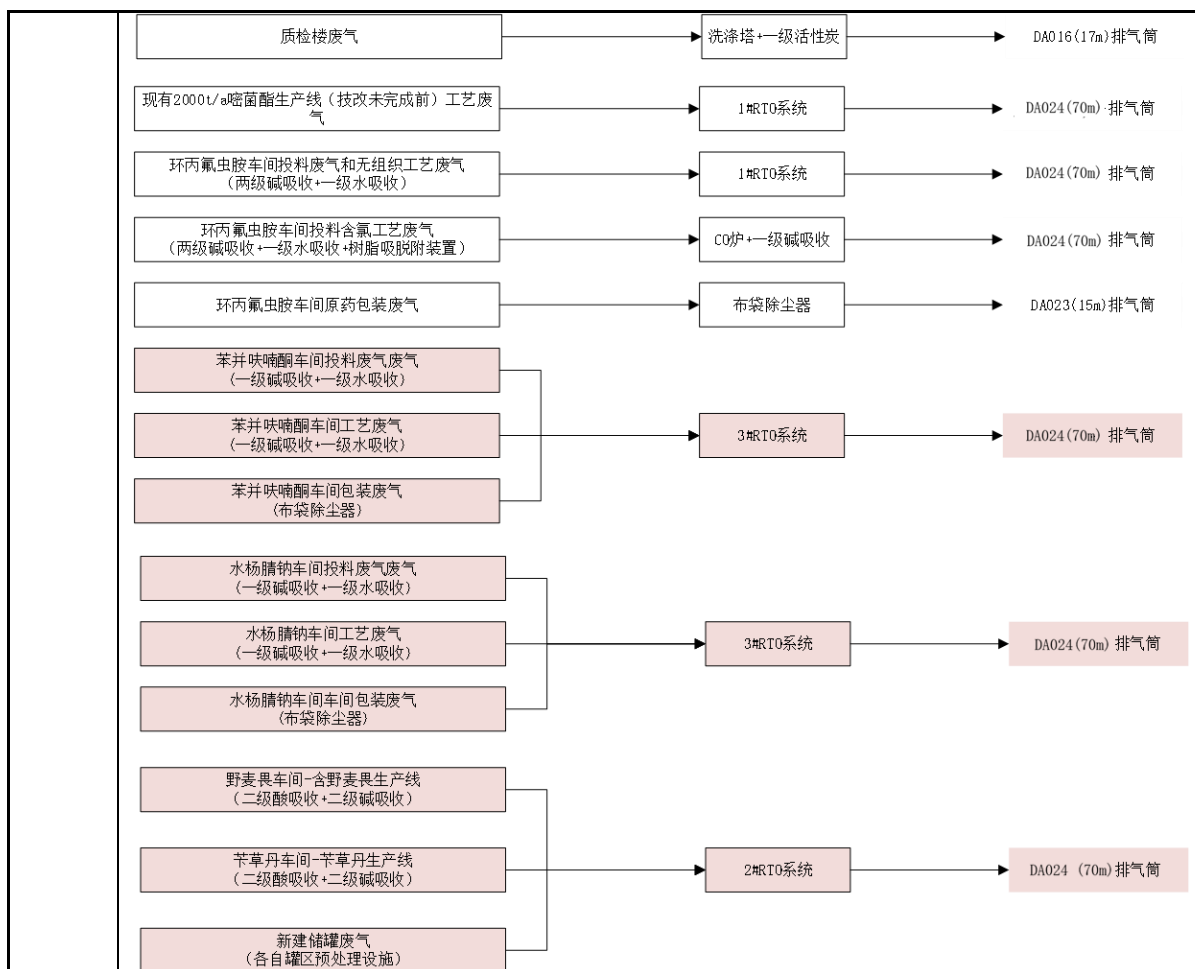 质检楼废气
洗涤塔+一级活性炭
DA016(17m)排气筒
现有2000t/a嘧菌酯生产线（技改未完成前）工艺废
气
1#RTO系统
DA024(70m) 排气筒
环丙氟虫胺车间投料废气和无组织工艺废气
（两级碱吸收+一级水吸收）
1#RTO系统
DA024(70m) 排气筒
环丙氟虫胺车间投料含氯工艺废气
（两级碱吸收+一级水吸收+树脂吸脱附装置）
CO炉+一级碱吸收
DA024(70m) 排气筒
环丙氟虫胺车间原药包装废气
布袋除尘器
DA023(15m)排气筒
苯并呋喃酮车间投料废气废气
(一级碱吸收+一级水吸收)
苯并呋喃酮车间工艺废气
(一级碱吸收+一级水吸收)
3#RTO系统
DA024(70m) 排气筒
苯并呋喃酮车间包装废气
(布袋除尘器)
水杨腈钠车间投料废气废气
(一级碱吸收+一级水吸收)
水杨腈钠车间工艺废气
(一级碱吸收+一级水吸收)
3#RTO系统
DA024(70m) 排气筒
水杨腈钠车间车间包装废气
(布袋除尘器)
野麦畏车间-含野麦畏生产线
（二级酸吸收+二级碱吸收）
苄草丹车间-苄草丹生产线
（二级酸吸收+二级碱吸收）
2#RTO系统
DA024 (70m) 排气筒
新建储罐废气
（各自罐区预处理设施）